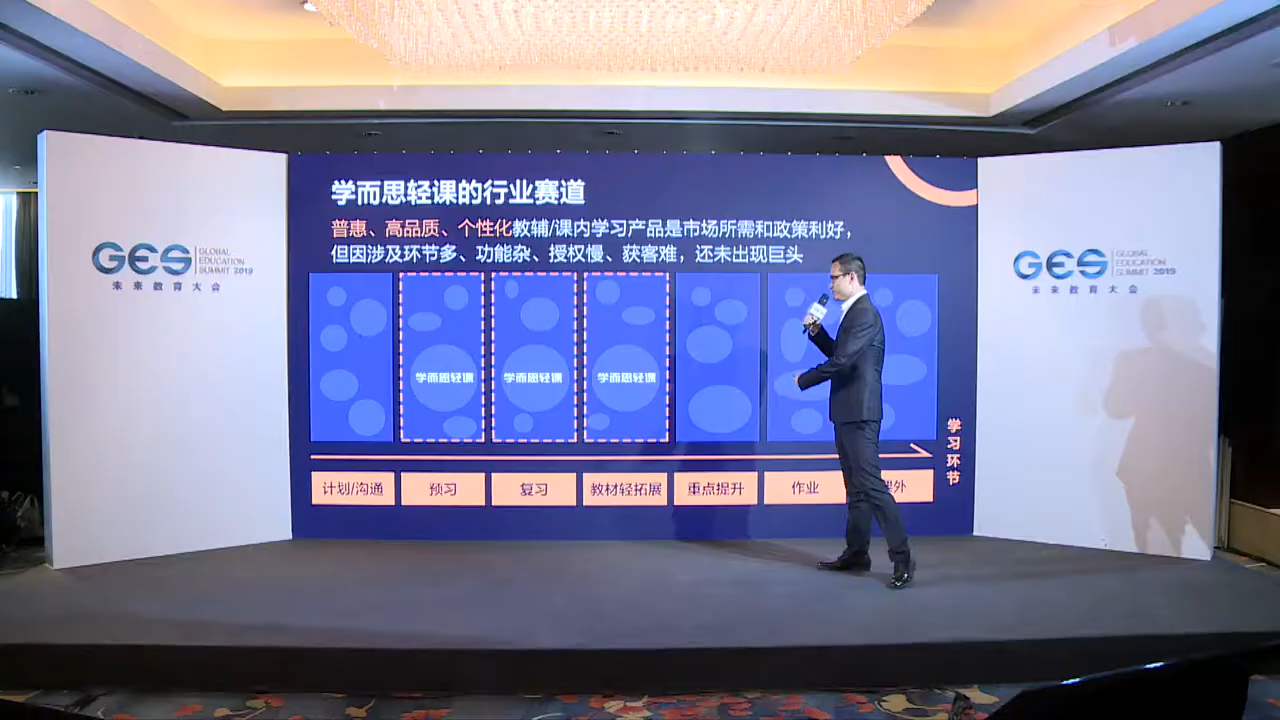 GES
GLOBAL
EDUCATION
SUMMIT 2019
未来教育大会
学而思轻课的行业赛道
普惠、高品质、个性化教辅/课内学习产品是市场所需和政策利好，
但因涉及环节多、功能杂、授权慢、获客难，还未出现巨头
学而思轻课
学而思轻课
学而思轻课
学习环节
计划/沟通
预习
复习
教材轻拓展
重点提升
作业
课外
GES
GLOBAL
EDUCATION
SUMMIT 2019
未来教育大会